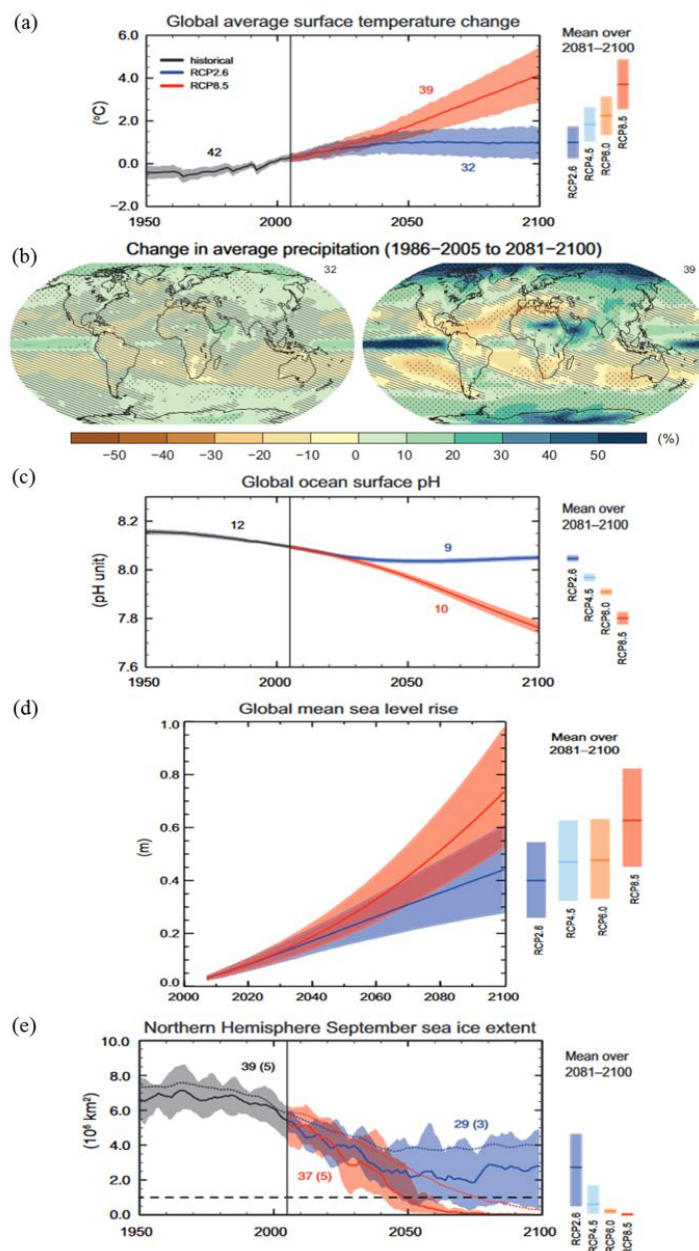 (a)
Global average surface temperature change
Mean over
2081–2100
6.0
4.0
(°C)
2.0
0.0
−2.0
historical
RCP2.6
RCP8.5
42
39
32
1950
2000
2050
2100
RCP2.6
RCP4.5
RCP6.0
RCP8.5
(b)
Change in average precipitation (1986–2005 to 2081–2100)
32
39
−50 −40 −30 −20 −10 0 10 20 30 40 50 (%)
(c)
Global ocean surface pH
Mean over
2081–2100
8.2
8.0
(pH unit)
7.8
7.6
12
9
10
1950
2000
2050
2100
RCP2.6
RCP4.5
RCP6.0
RCP8.5
(d)
Global mean sea level rise
Mean over
2081–2100
1.0
0.8
0.6
(m)
0.4
0.2
0.0
2000
2020
2040
2060
2080
2100
RCP2.6
RCP4.5
RCP6.0
RCP8.5
(e)
Northern Hemisphere September sea ice extent
Mean over
2081–2100
10.0
8.0
6.0
(10⁶ km²)
4.0
2.0
0.0
39 (5)
29 (3)
37 (5)
1950
2000
2050
2100
RCP2.6
RCP4.5
RCP6.0
RCP8.5